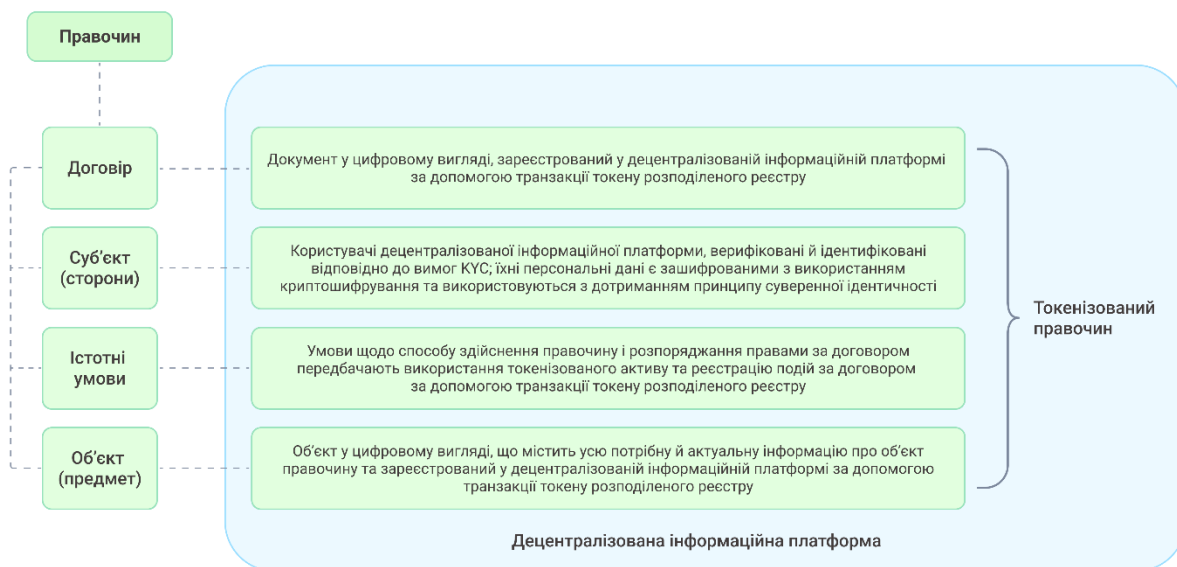 Правочин
Договір
Документ у цифровому вигляді, зареєстрований у децентралізованій інформаційній платформі
за допомогою транзакції токену розподіленого реєстру
Суб’єкт
(сторони)
Користувачі децентралізованої інформаційної платформи, верифіковані й ідентифіковані
відповідно до вимог KYC; їхні персональні дані є зашифрованими з використанням
криптошифрування та використовуються з дотриманням принципу суверенної ідентичності
Істотні
умови
Умови щодо способу здійснення правочину і розпоряджання правами за договором
передбачають використання токенізованого активу та реєстрацію подій за договором
за допомогою транзакції токену розподіленого реєстру
Об’єкт
(предмет)
Об’єкт у цифровому вигляді, що містить усю потрібну й актуальну інформацію про об’єкт
правочину та зареєстрований у децентралізованій інформаційній платформі за допомогою
транзакції токену розподіленого реєстру
Токенізований
правочин
Децентралізована інформаційна платформа